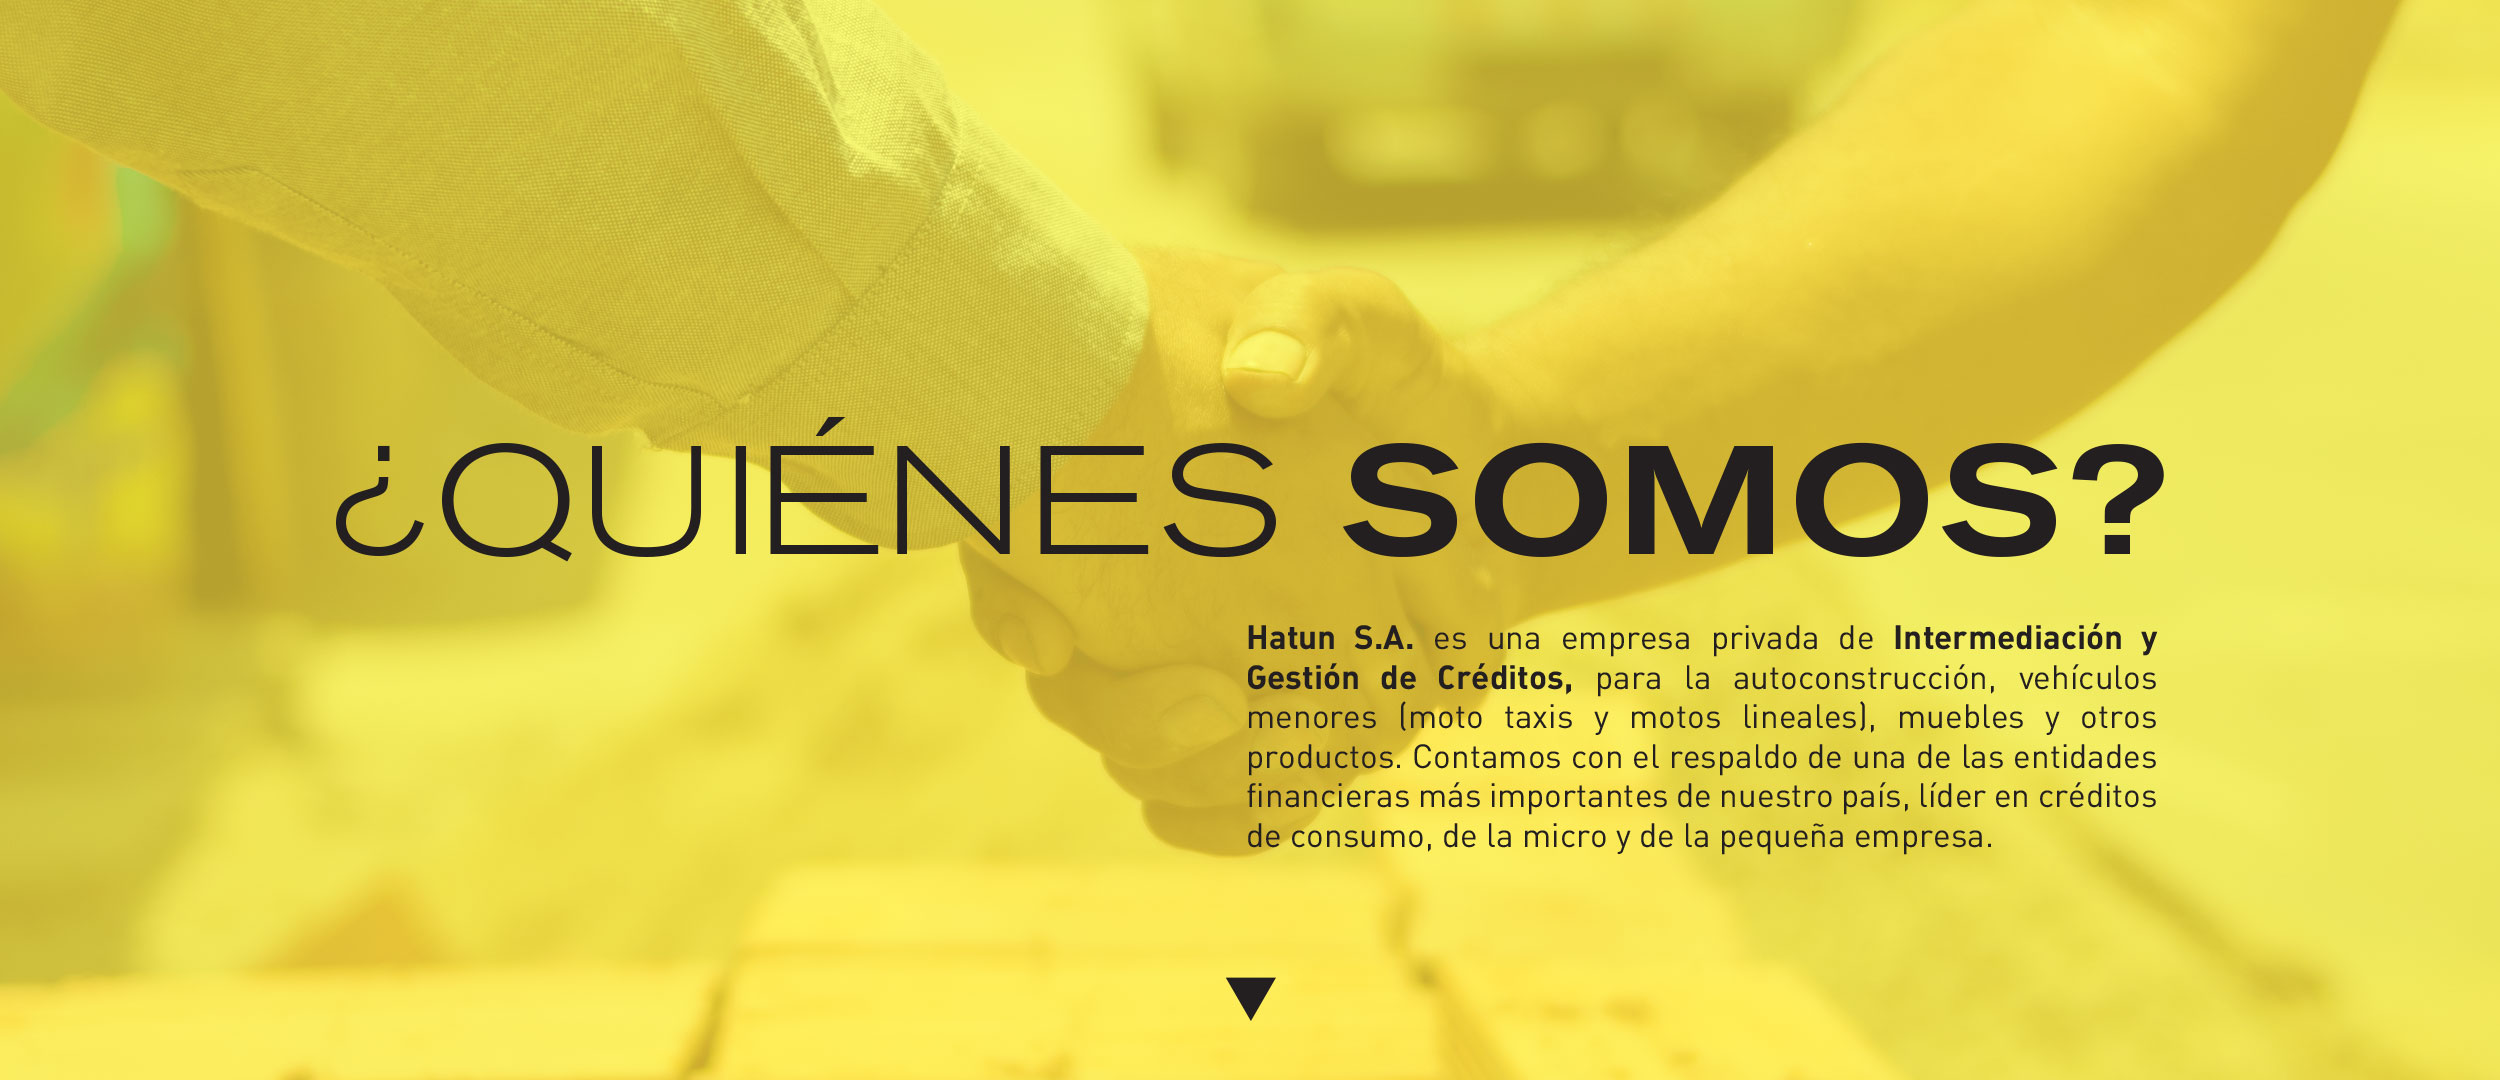 ¿QUIÉNES SOMOS?
Hatun S.A. es una empresa privada de Intermediación y
Gestión de Créditos, para la autoconstrucción, vehículos
menores (moto taxis y motos lineales), muebles y otros
productos. Contamos con el respaldo de una de las entidades
financieras más importantes de nuestro país, líder en créditos
de consumo, de la micro y de la pequeña empresa.